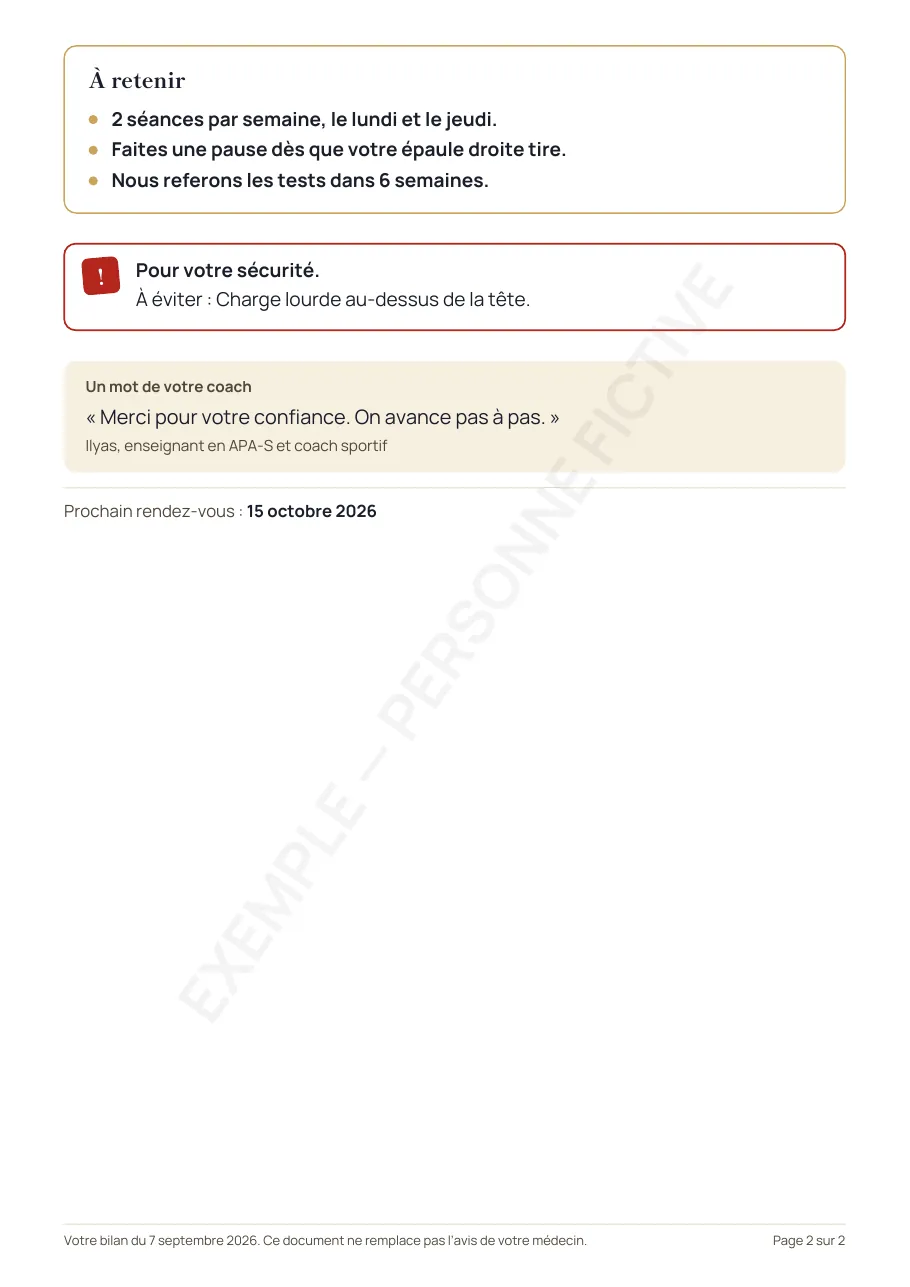 À retenir
2 séances par semaine, le lundi et le jeudi.
Faites une pause dès que votre épaule droite tire.
Nous referons les tests dans 6 semaines.
!
Pour votre sécurité.
À éviter : Charge lourde au-dessus de la tête.
Un mot de votre coach
« Merci pour votre confiance. On avance pas à pas. »
Ilyas, enseignant en APA-S et coach sportif
Prochain rendez-vous : 15 octobre 2026
EXEMPLE — PERSONNE FICTIVE
Votre bilan du 7 septembre 2026. Ce document ne remplace pas l'avis de votre médecin.
Page 2 sur 2